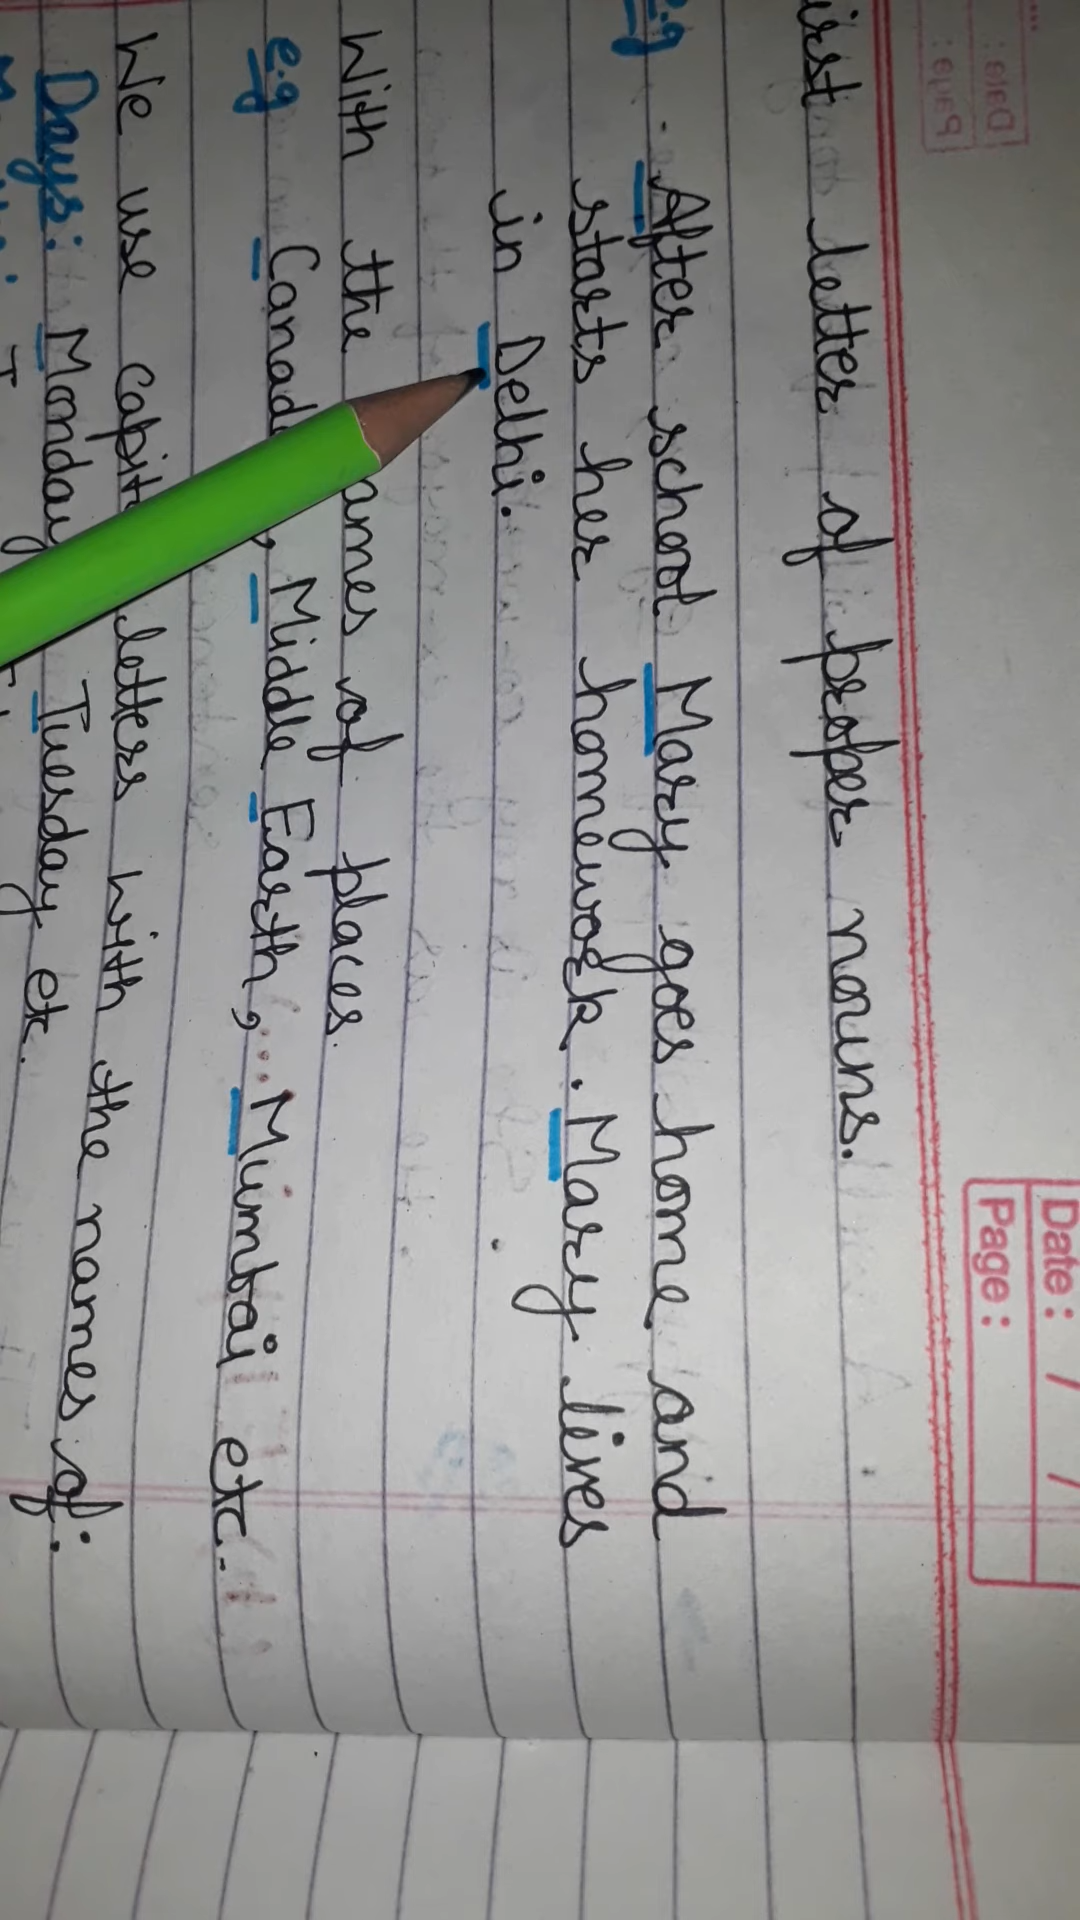 Date: / /
Page:
first letter of proper nouns.
e.g. After school Mary goes home and
starts her homework. Mary lives
in Delhi.
With the names of places.
e.g Canada, Middle Earth, ... Mumbai etc.
We use capital letters with the names of:
Days: Monday Tuesday etc.